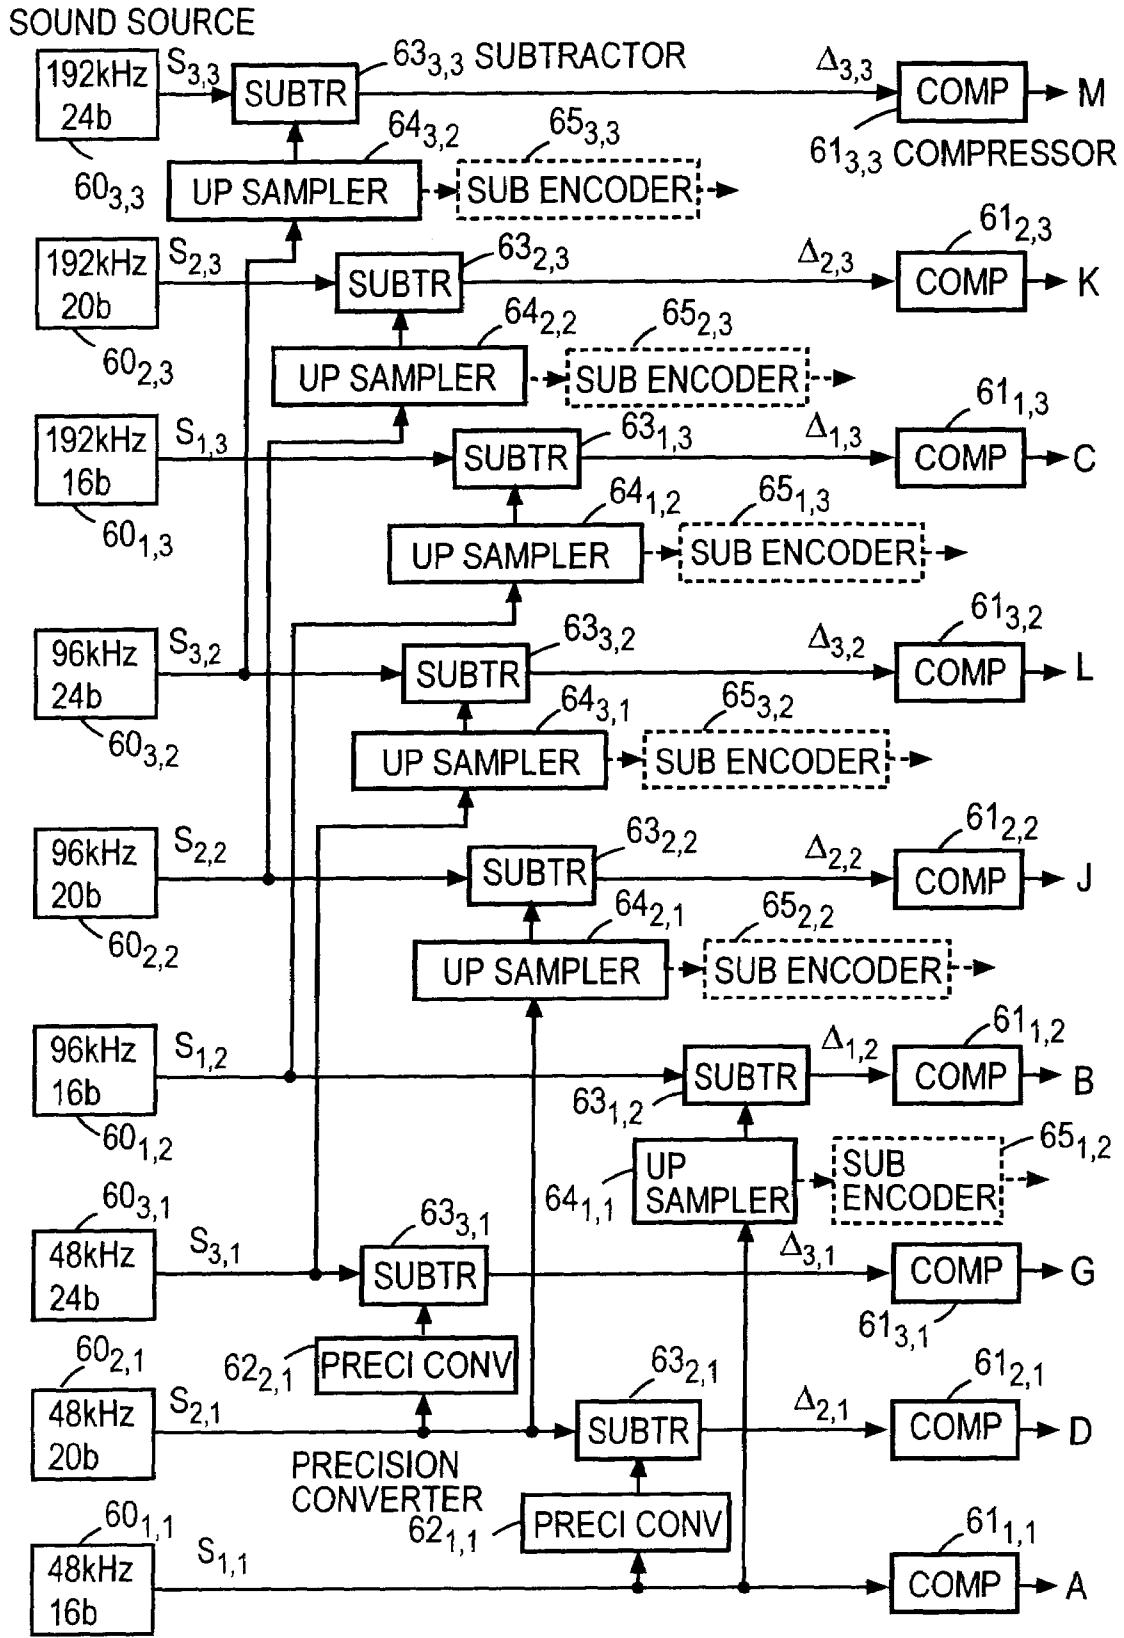 SOUND SOURCE
192kHz
24b
S3,3
SUBTR
633,3 SUBTRACTOR
Δ3,3
COMP
M
613,3 COMPRESSOR
603,3
643,2
UP SAMPLER
653,3
SUB ENCODER
192kHz
20b
S2,3
SUBTR
632,3
Δ2,3
612,3
COMP
K
602,3
642,2
UP SAMPLER
652,3
SUB ENCODER
192kHz
16b
S1,3
SUBTR
631,3
Δ1,3
611,3
COMP
C
601,3
641,2
UP SAMPLER
651,3
SUB ENCODER
96kHz
24b
S3,2
SUBTR
633,2
Δ3,2
613,2
COMP
L
603,2
643,1
UP SAMPLER
653,2
SUB ENCODER
96kHz
20b
S2,2
SUBTR
632,2
Δ2,2
612,2
COMP
J
602,2
642,1
UP SAMPLER
652,2
SUB ENCODER
96kHz
16b
S1,2
SUBTR
631,2
Δ1,2
611,2
COMP
B
601,2
UP
SAMPLER
641,1
SUB
ENCODER
651,2
603,1
48kHz
24b
S3,1
SUBTR
633,1
Δ3,1
COMP
G
613,1
622,1
PRECI CONV
602,1
48kHz
20b
S2,1
SUBTR
632,1
Δ2,1
612,1
COMP
D
PRECISION
CONVERTER
621,1
PRECI CONV
601,1
48kHz
16b
S1,1
611,1
COMP
A